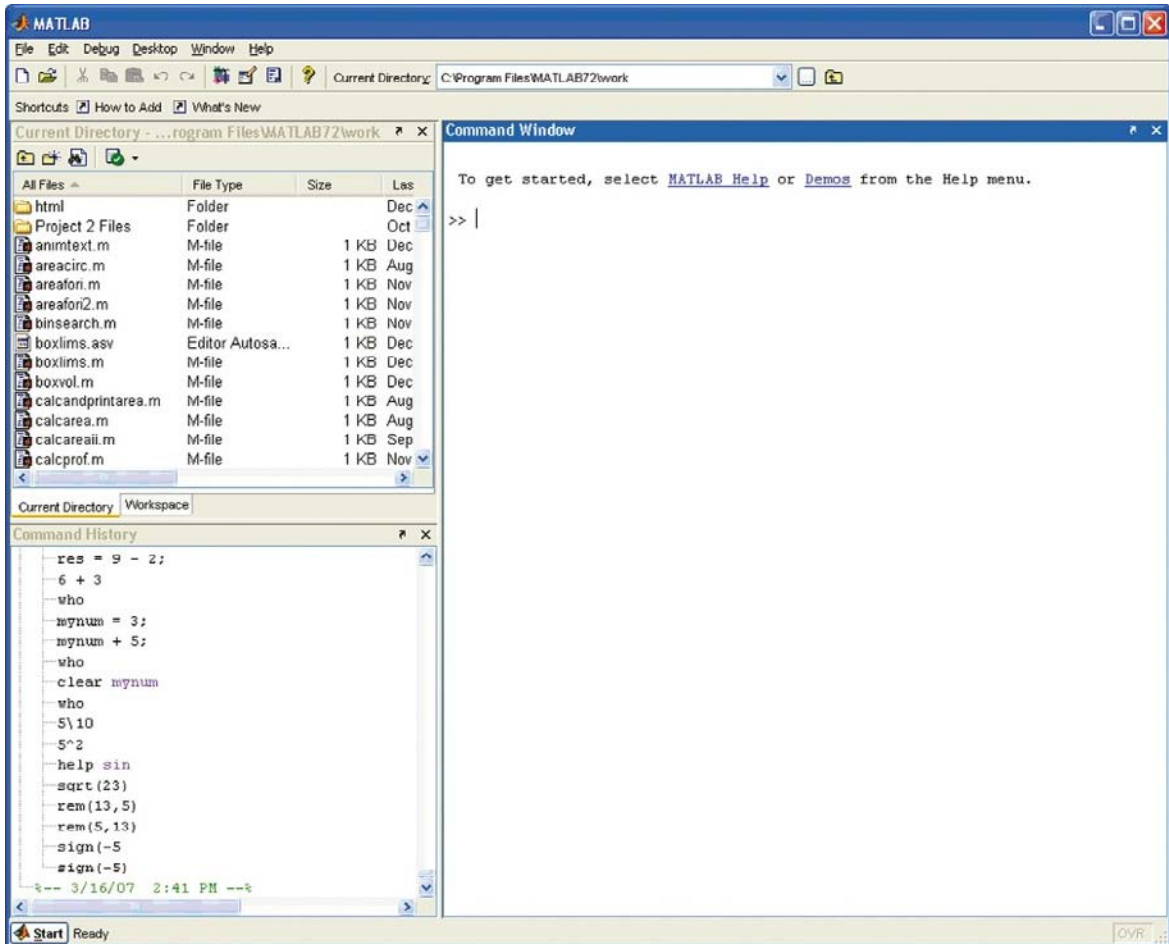 MATLAB
File Edit Debug Desktop Window Help
Current Directory: C:\Program Files\MATLAB72\work
Shortcuts How to Add What's New
Current Directory - ...rogram Files\MATLAB72\work
All Files File Type Size Las
html Folder Dec
Project 2 Files Folder Oct
animtext.m M-file 1 KB Dec
areacirc.m M-file 1 KB Aug
areafori.m M-file 1 KB Nov
areafori2.m M-file 1 KB Nov
binsearch.m M-file 1 KB Nov
boxlims.asv Editor Autosa... 1 KB Dec
boxlims.m M-file 1 KB Dec
boxvol.m M-file 1 KB Dec
calcandprintarea.m M-file 1 KB Aug
calcarea.m M-file 1 KB Aug
calcareaii.m M-file 1 KB Sep
calcprof.m M-file 1 KB Nov
Current Directory Workspace
Command History
res = 9 - 2;
6 + 3
who
mynum = 3;
mynum + 5;
who
clear mynum
who
5\10
5^2
help sin
sqrt(23)
rem(13,5)
rem(5,13)
sign(-5
sign(-5)
%-- 3/16/07 2:41 PM --%
Command Window
To get started, select MATLAB Help or Demos from the Help menu.
>>
Start Ready
OVR